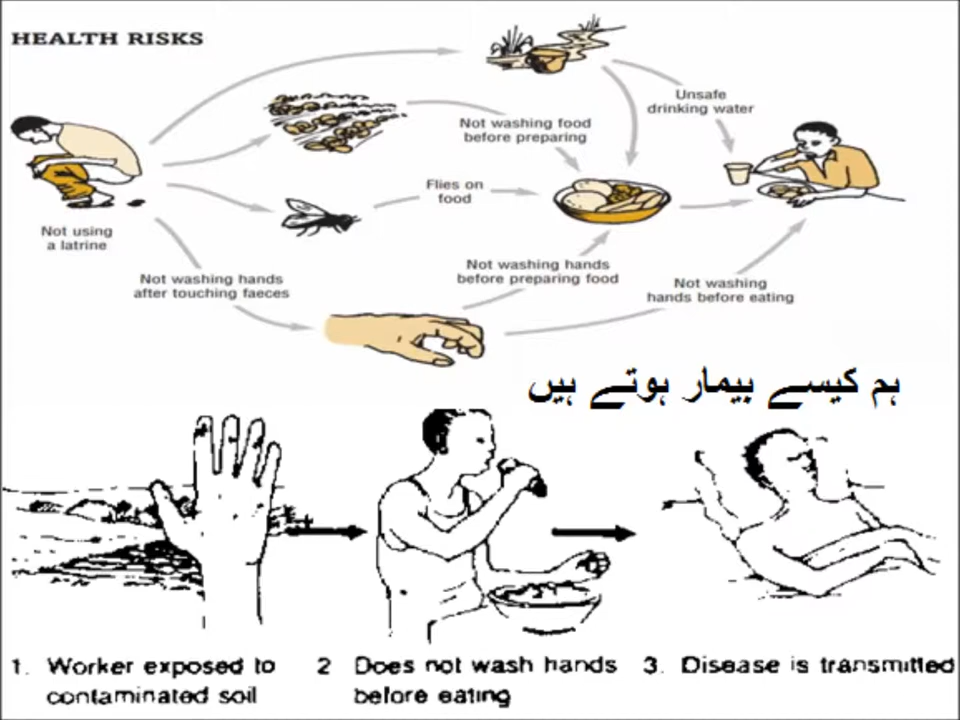 HEALTH RISKS
Unsafe
drinking water
Not washing food
before preparing
Flies on
food
Not using
a latrine
Not washing hands
after touching faeces
Not washing hands
before preparing food
Not washing
hands before eating
ہم کیسے بیمار ہوتے ہیں
1. Worker exposed to
contaminated soil
2 Does not wash hands
before eating
3. Disease is transmitted